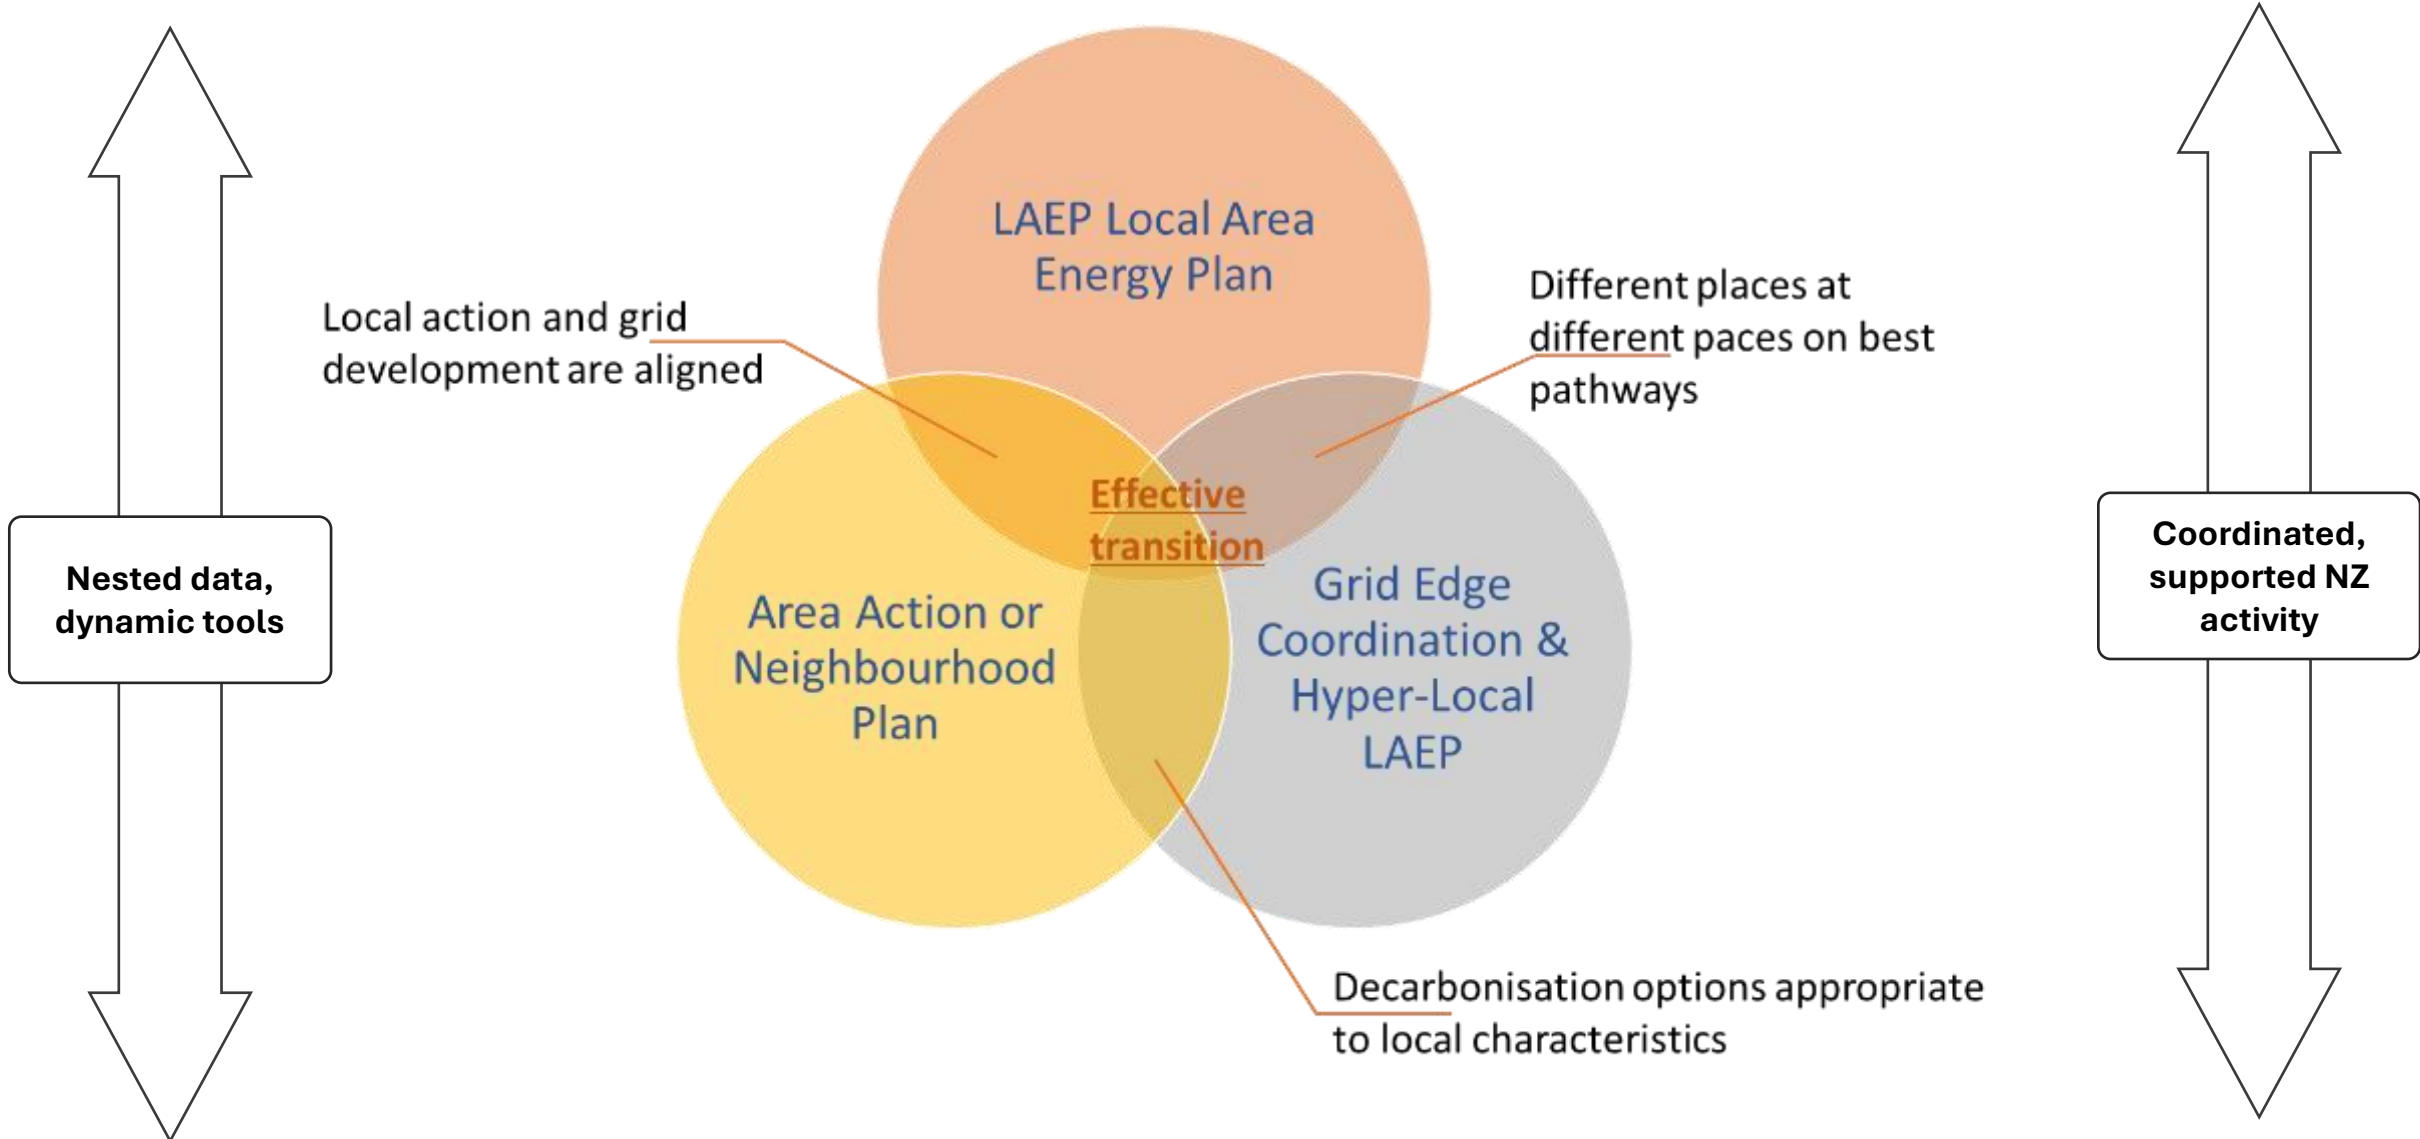 LAEP Local Area
Energy Plan
Local action and grid
development are aligned
Different places at
different paces on best
pathways
Effective
transition
Nested data,
dynamic tools
Area Action or
Neighbourhood
Plan
Grid Edge
Coordination &
Hyper-Local
LAEP
Coordinated,
supported NZ
activity
Decarbonisation options appropriate
to local characteristics